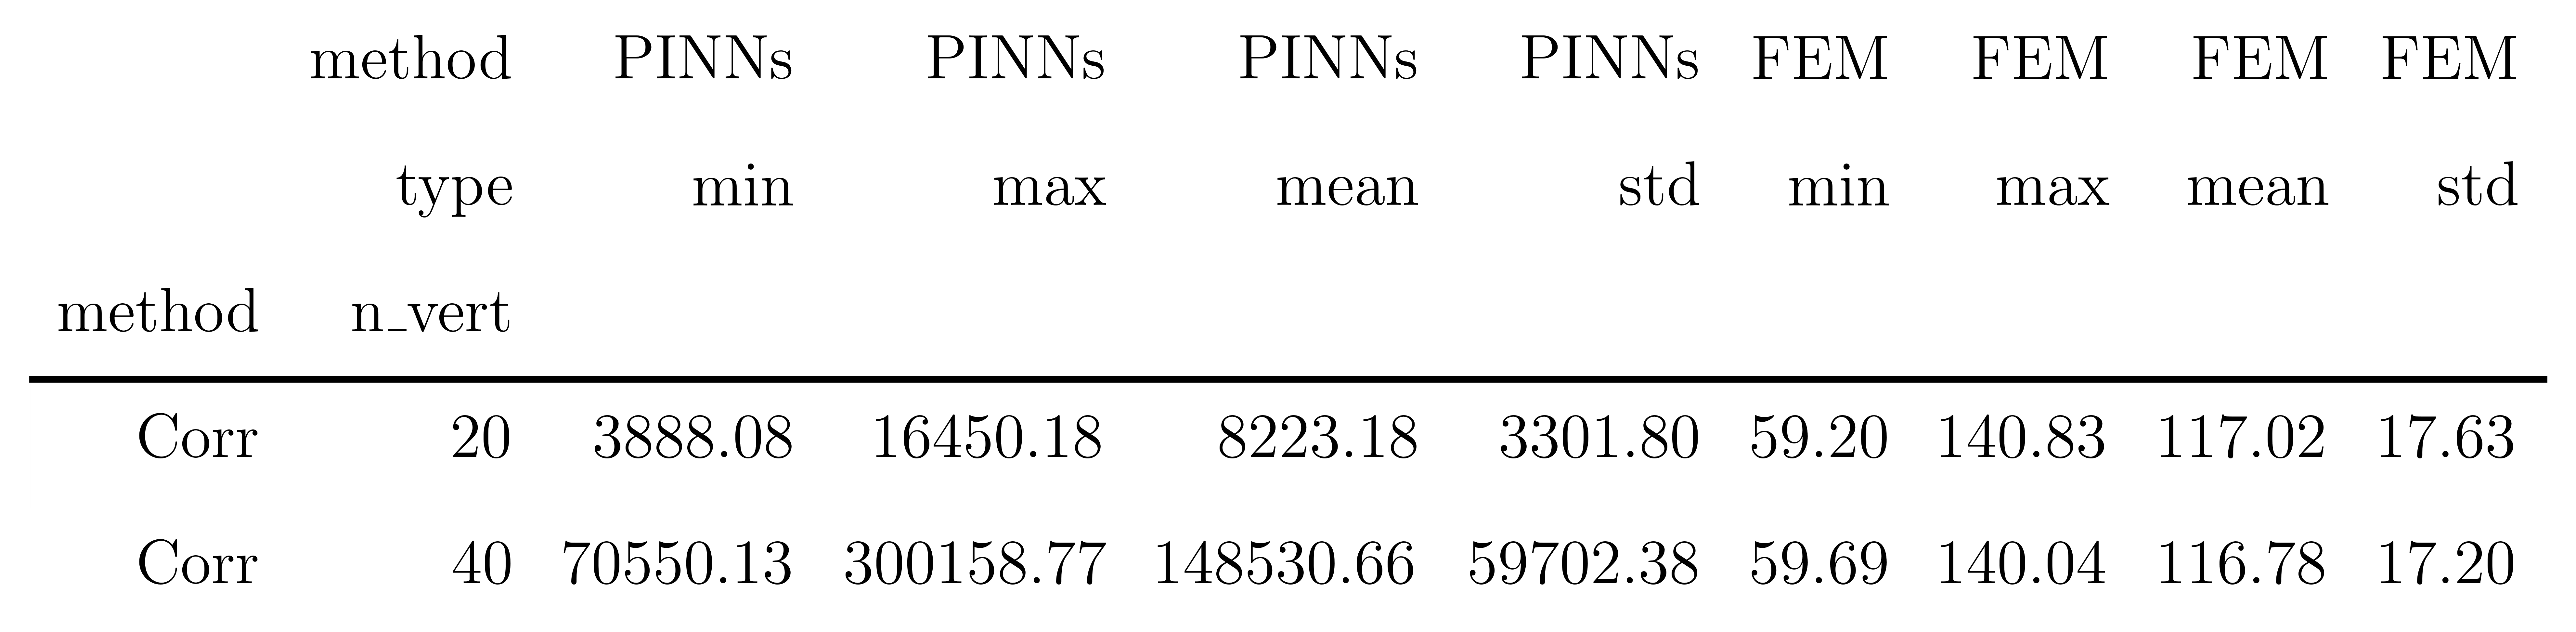 method PINNs PINNs PINNs PINNs FEM FEM FEM FEM
type min max mean std min max mean std
method n_vert
Corr 20 3888.08 16450.18 8223.18 3301.80 59.20 140.83 117.02 17.63
Corr 40 70550.13 300158.77 148530.66 59702.38 59.69 140.04 116.78 17.20